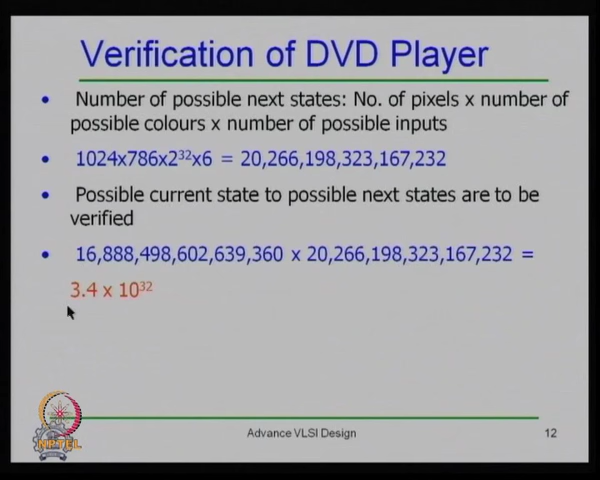 Verification of DVD Player
• Number of possible next states: No. of pixels x number of
possible colours x number of possible inputs
• 1024x786x2³²x6 = 20,266,198,323,167,232
• Possible current state to possible next states are to be
verified
• 16,888,498,602,639,360 x 20,266,198,323,167,232 =
3.4 x 10³²
NPTEL
Advance VLSI Design
12